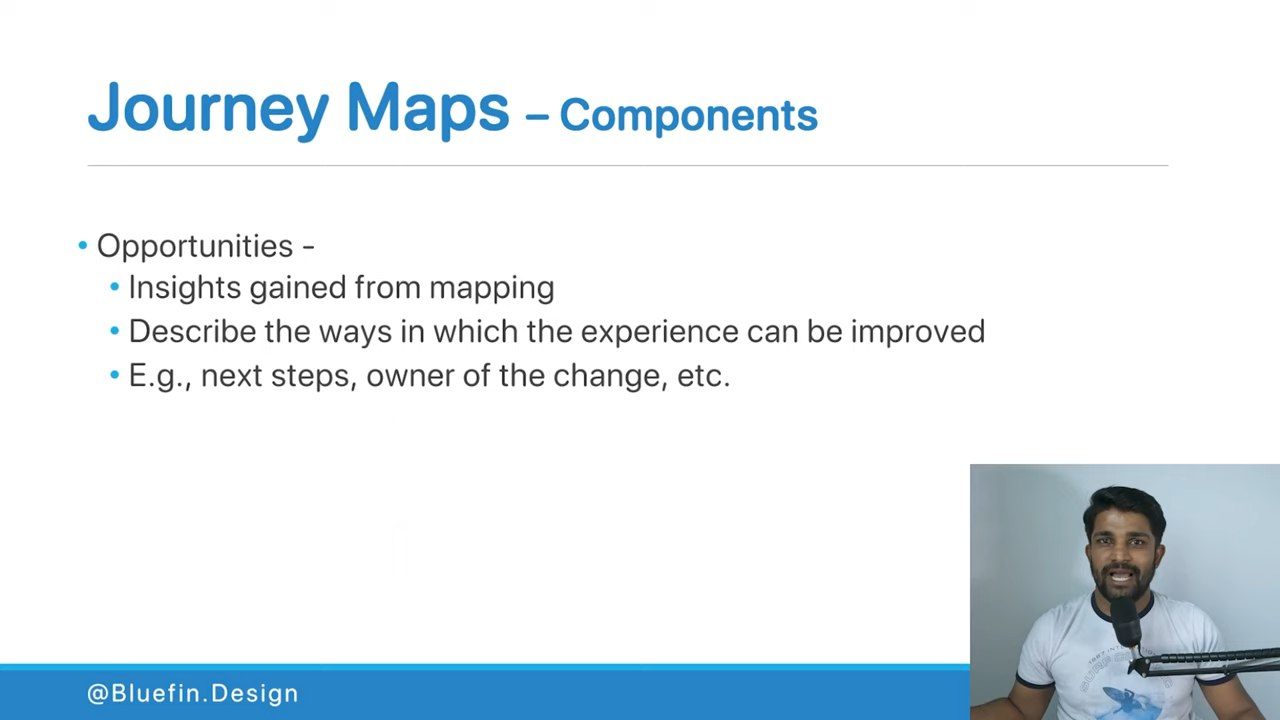 Journey Maps – Components
• Opportunities -
• Insights gained from mapping
• Describe the ways in which the experience can be improved
• E.g., next steps, owner of the change, etc.
@Bluefin.Design